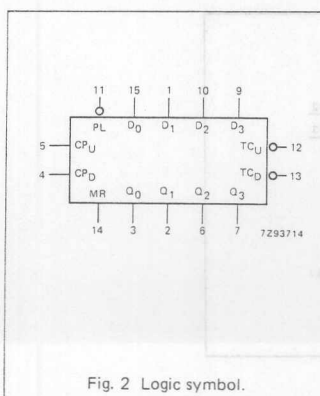 11 15 1 10 9
PL D0 D1 D2 D3
5 CPU TCU 12
4 CPD TCD 13
MR Q0 Q1 Q2 Q3
14 3 2 6 7 7Z93714
Fig. 2 Logic symbol.